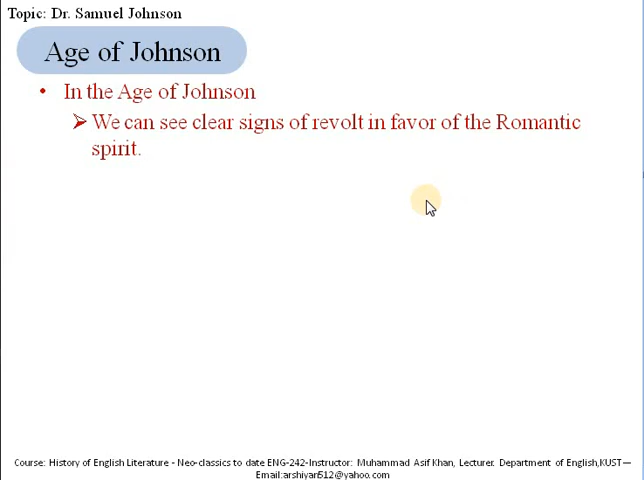 Topic: Dr. Samuel Johnson
Age of Johnson
• In the Age of Johnson
➢ We can see clear signs of revolt in favor of the Romantic
spirit.
Course: History of English Literature - Neo-classics to date ENG-242-Instructor: Muhammad Asif Khan, Lecturer. Department of English,KUST—
Email:arshiyan512@yahoo.com